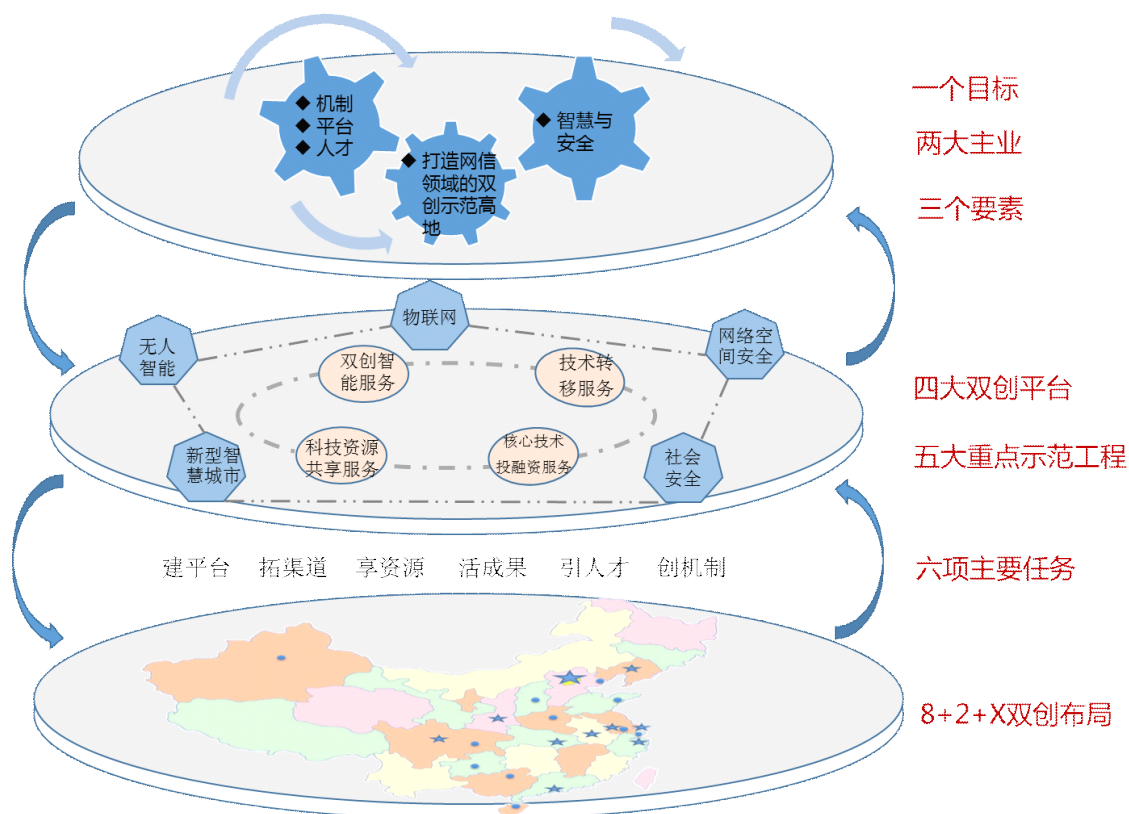 ◆ 机制
◆ 平台
◆ 人才
◆ 智慧与
安全
◆ 打造网信
领域的双
创示范高
地
一个目标
两大主业
三个要素
物联网
无人
智能
网络空
间安全
双创智
能服务
技术转
移服务
科技资源
共享服务
核心技术
投融资服务
新型智
慧城市
社会
安全
四大双创平台
五大重点示范工程
建平台 拓渠道 享资源 活成果 引人才 创机制
六项主要任务
8+2+X双创布局